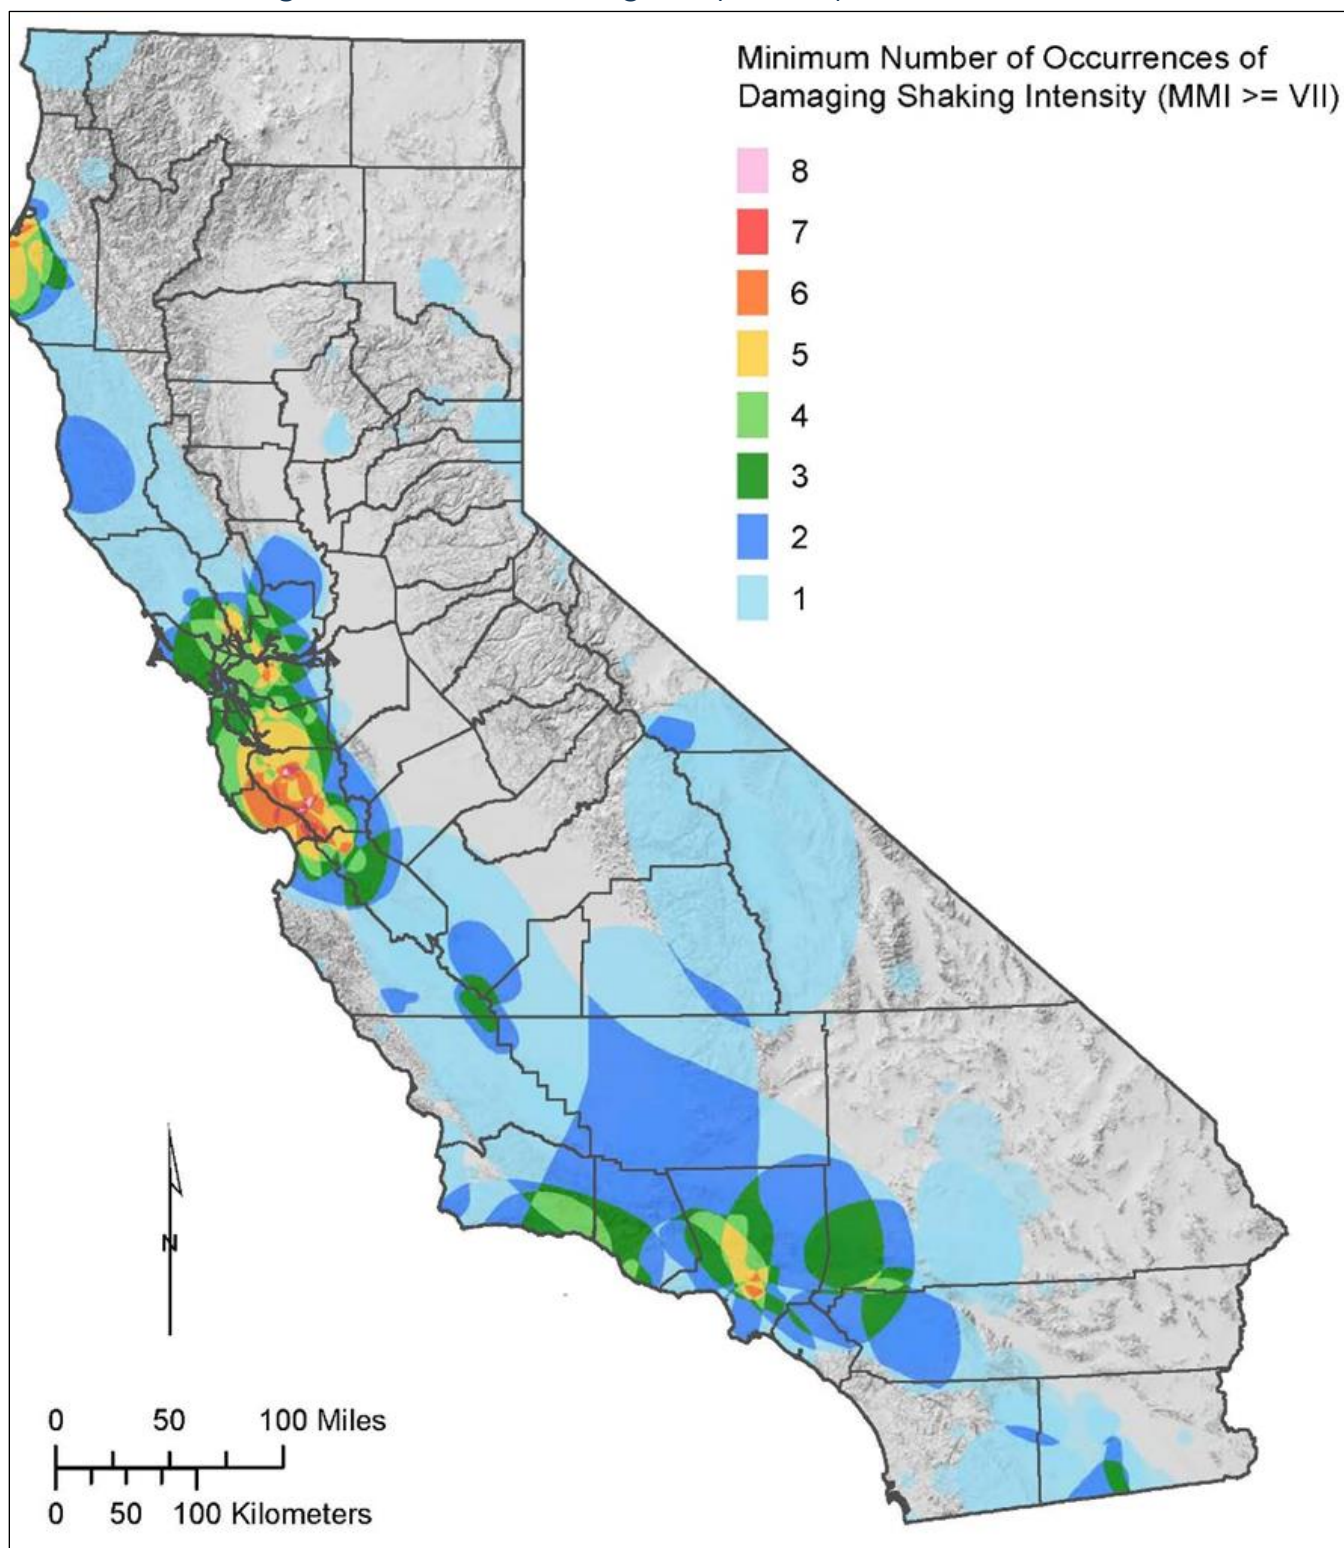 Minimum Number of Occurrences of
Damaging Shaking Intensity (MMI >= VII)
8
7
6
5
4
3
2
1
N
0 50 100 Miles
0 50 100 Kilometers